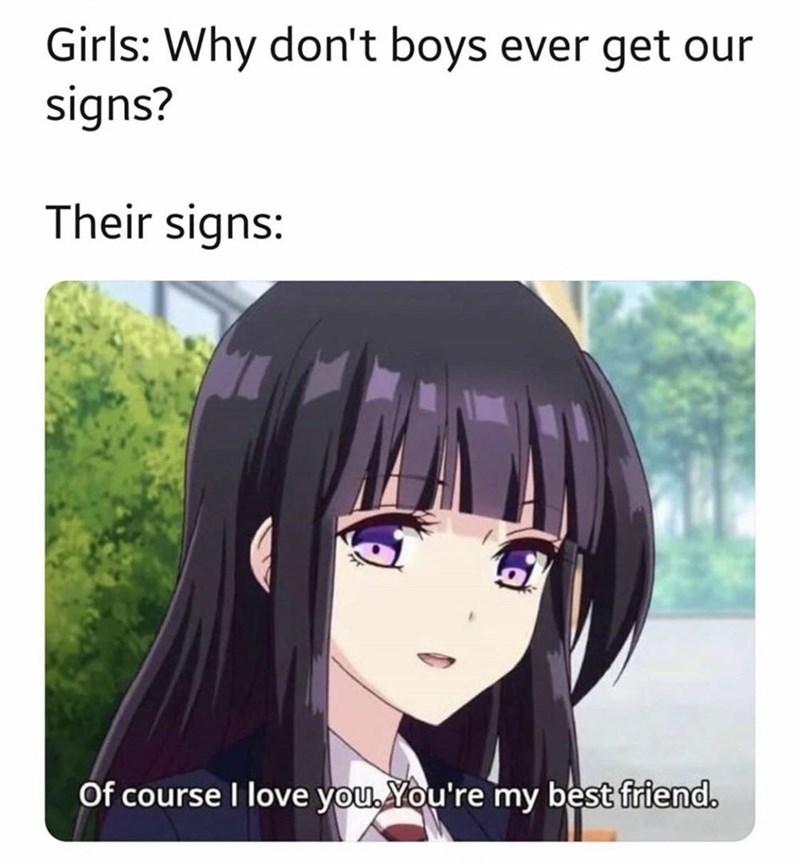 Girls: Why don't boys ever get our
signs?
Their signs:
Of course I love you. You're my best friend.